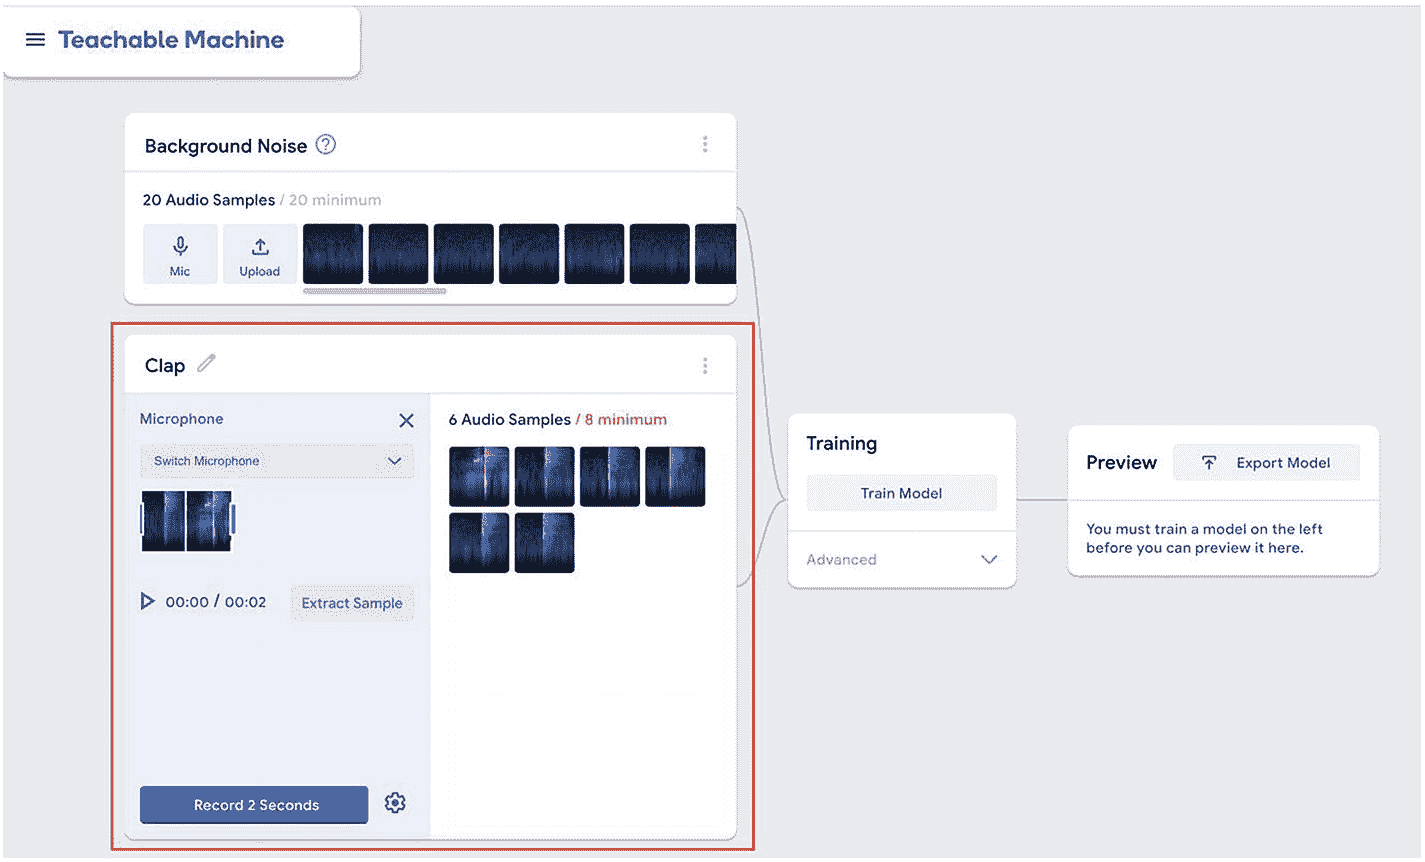 Teachable Machine
Background Noise ?
20 Audio Samples / 20 minimum
Mic
Upload
Clap
Microphone
Switch Microphone
00:00 / 00:02
Extract Sample
Record 2 Seconds
6 Audio Samples / 8 minimum
Training
Train Model
Advanced
Preview
Export Model
You must train a model on the left
before you can preview it here.